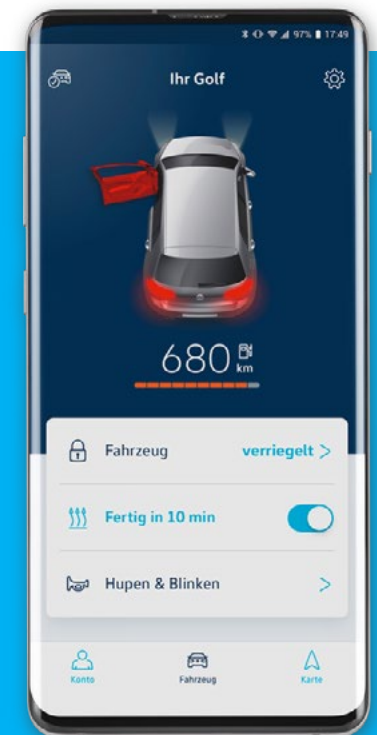 97% 17:49
Ihr Golf
680 km
Fahrzeug verriegelt >
Fertig in 10 min
Hupen & Blinken >
Konto Fahrzeug Karte